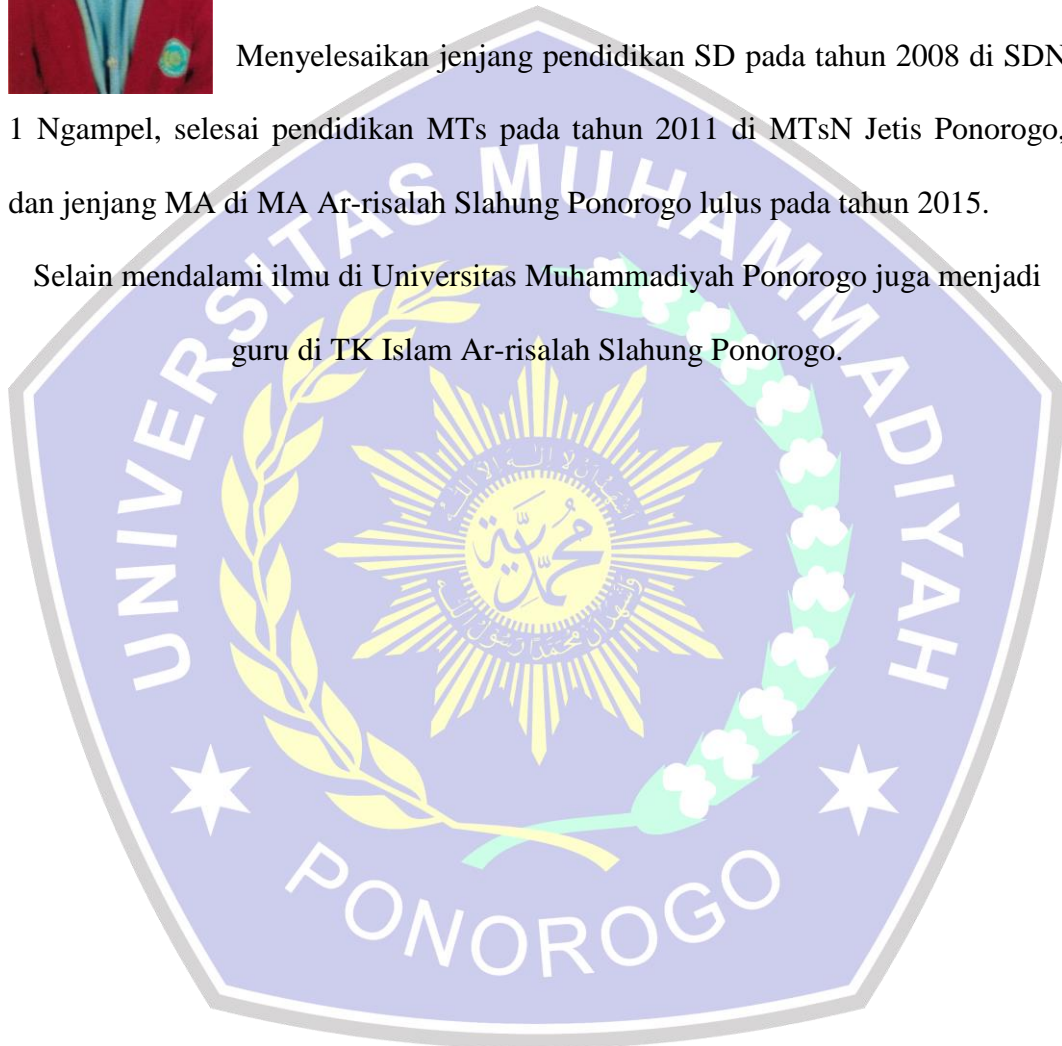 Menyelesaikan jenjang pendidikan SD pada tahun 2008 di SDN
1 Ngampel, selesai pendidikan MTs pada tahun 2011 di MTsN Jetis Ponorogo,
dan jenjang MA di MA Ar-risalah Slahung Ponorogo lulus pada tahun 2015.
Selain mendalami ilmu di Universitas Muhammadiyah Ponorogo juga menjadi
guru di TK Islam Ar-risalah Slahung Ponorogo.
UNIVERSITAS MUHAMMADIYAH
PONOROGO